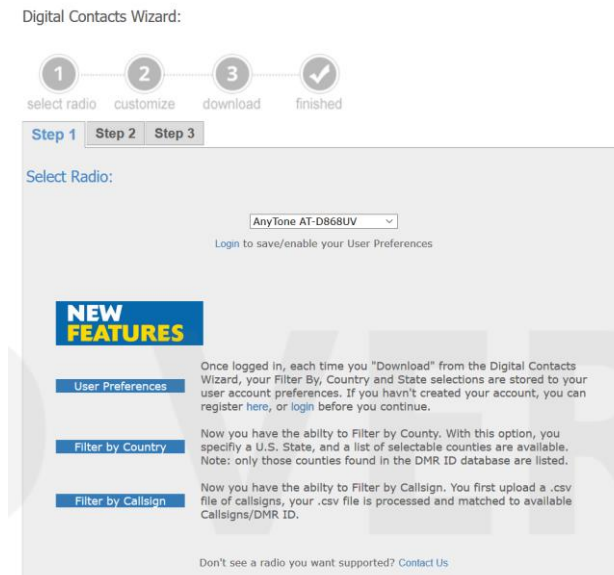 Digital Contacts Wizard:
1 2 3
select radio customize download finished
Step 1 Step 2 Step 3
Select Radio:
AnyTone AT-D868UV
Login to save/enable your User Preferences
NEW
FEATURES
User Preferences
Once logged in, each time you "Download" from the Digital Contacts
Wizard, your Filter By, Country and State selections are stored to your
user account preferences. If you havn't created your account, you can
register here, or login before you continue.
Filter by Country
Now you have the abilty to Filter by County. With this option, you
specifiy a U.S. State, and a list of selectable counties are available.
Note: only those counties found in the DMR ID database are listed.
Filter by Callsign
Now you have the abilty to Filter by Callsign. You first upload a .csv
file of callsigns, your .csv file is processed and matched to available
Callsigns/DMR ID.
Don't see a radio you want supported? Contact Us